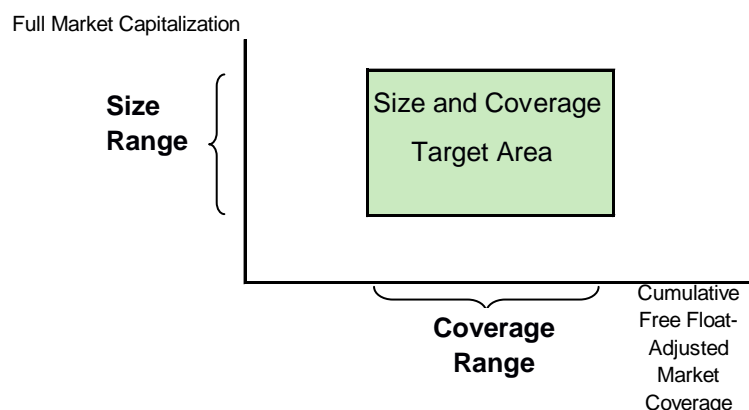 Full Market Capitalization
Size
Range
Size and Coverage
Target Area
Coverage
Range
Cumulative
Free Float-
Adjusted
Market
Coverage